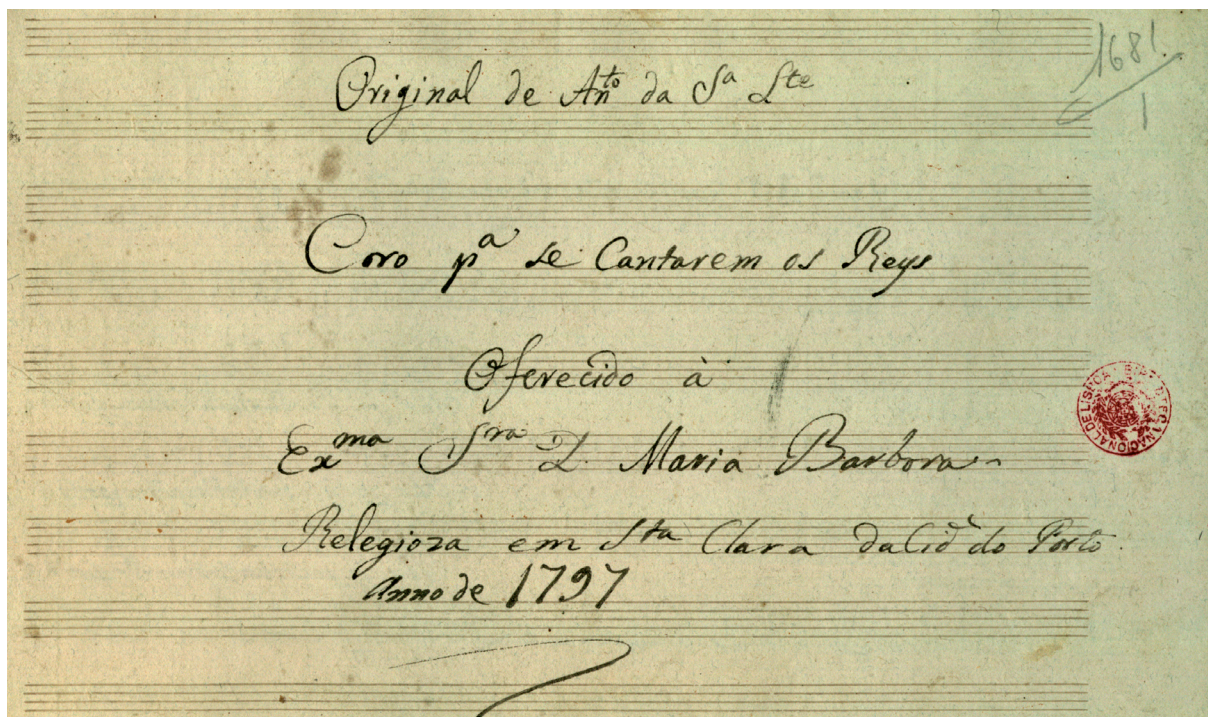 1681
1
Original de Anto da Sa Lte
Coro pa se Cantarem os Reys
Oferecido à
Exma Sra D. Maria Barbora
Relegioza em Sta Clara da Cide do Porto
Anno de 1797